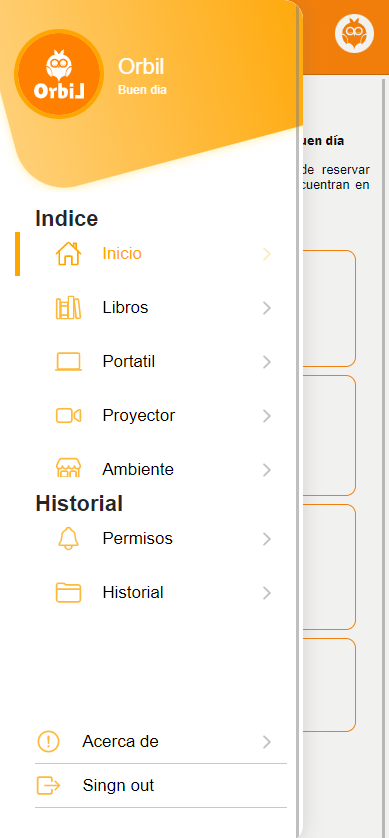 OrbiL
Orbil
Buen dia
uen día
de reservar
cuentran en
Indice
Inicio
Libros
Portatil
Proyector
Ambiente
Historial
Permisos
Historial
Acerca de
Singn out